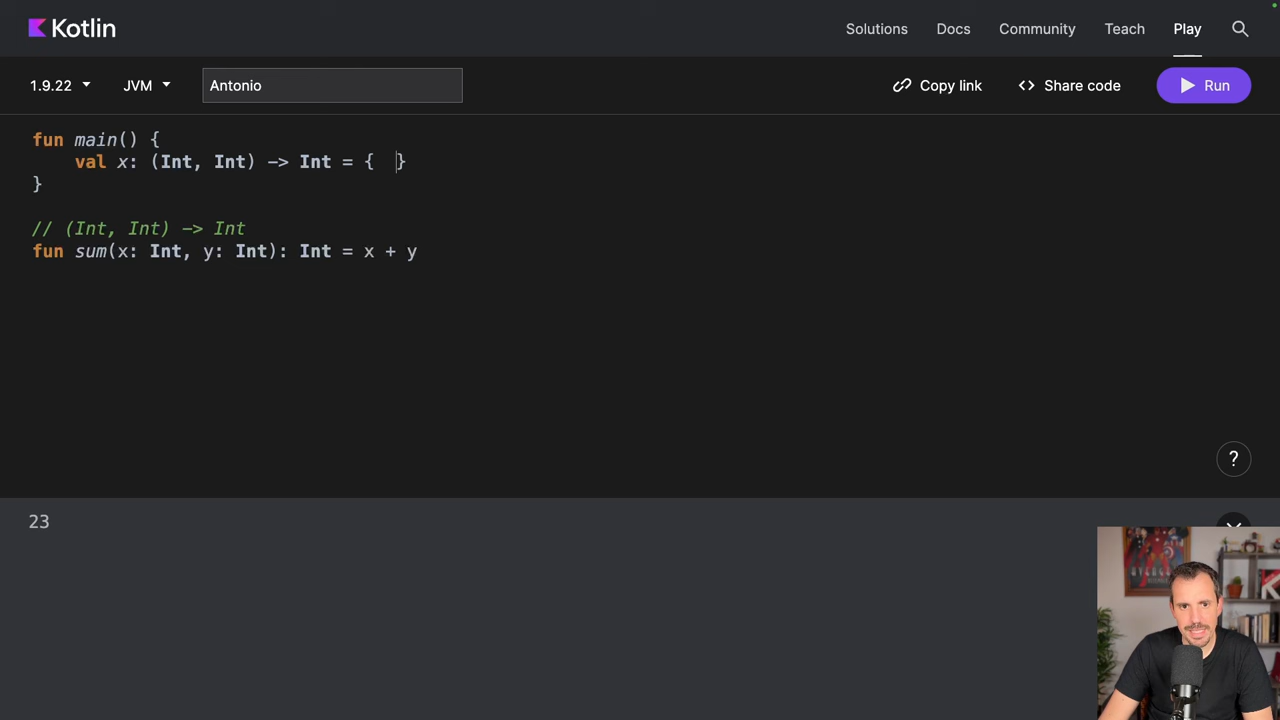 Kotlin
Solutions
Docs
Community
Teach
Play
1.9.22
JVM
Antonio
Copy link
Share code
Run
fun main() {
    val x: (Int, Int) -> Int = {  }
}
// (Int, Int) -> Int
fun sum(x: Int, y: Int): Int = x + y
?
23